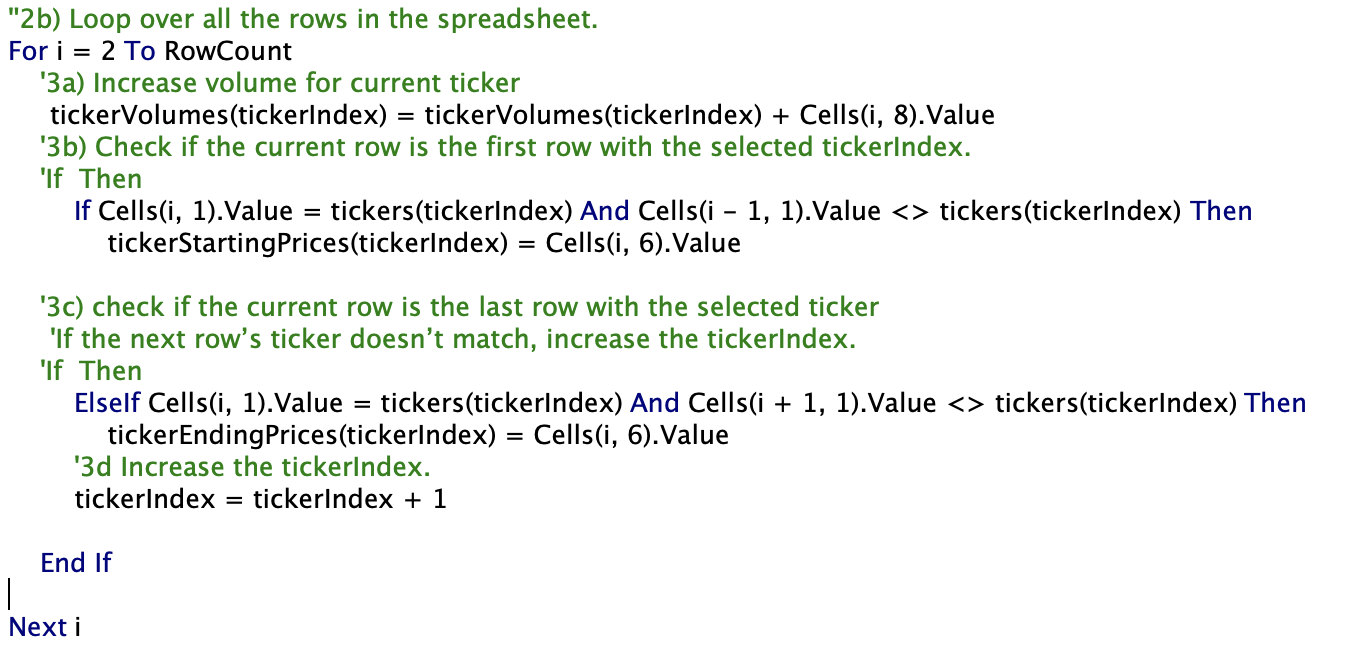 "2b) Loop over all the rows in the spreadsheet.
For i = 2 To RowCount
'3a) Increase volume for current ticker
tickerVolumes(tickerIndex) = tickerVolumes(tickerIndex) + Cells(i, 8).Value
'3b) Check if the current row is the first row with the selected tickerIndex.
'If  Then
If Cells(i, 1).Value = tickers(tickerIndex) And Cells(i - 1, 1).Value <> tickers(tickerIndex) Then
tickerStartingPrices(tickerIndex) = Cells(i, 6).Value
'3c) check if the current row is the last row with the selected ticker
'If the next row’s ticker doesn’t match, increase the tickerIndex.
'If  Then
ElseIf Cells(i, 1).Value = tickers(tickerIndex) And Cells(i + 1, 1).Value <> tickers(tickerIndex) Then
tickerEndingPrices(tickerIndex) = Cells(i, 6).Value
'3d Increase the tickerIndex.
tickerIndex = tickerIndex + 1
End If
Next i